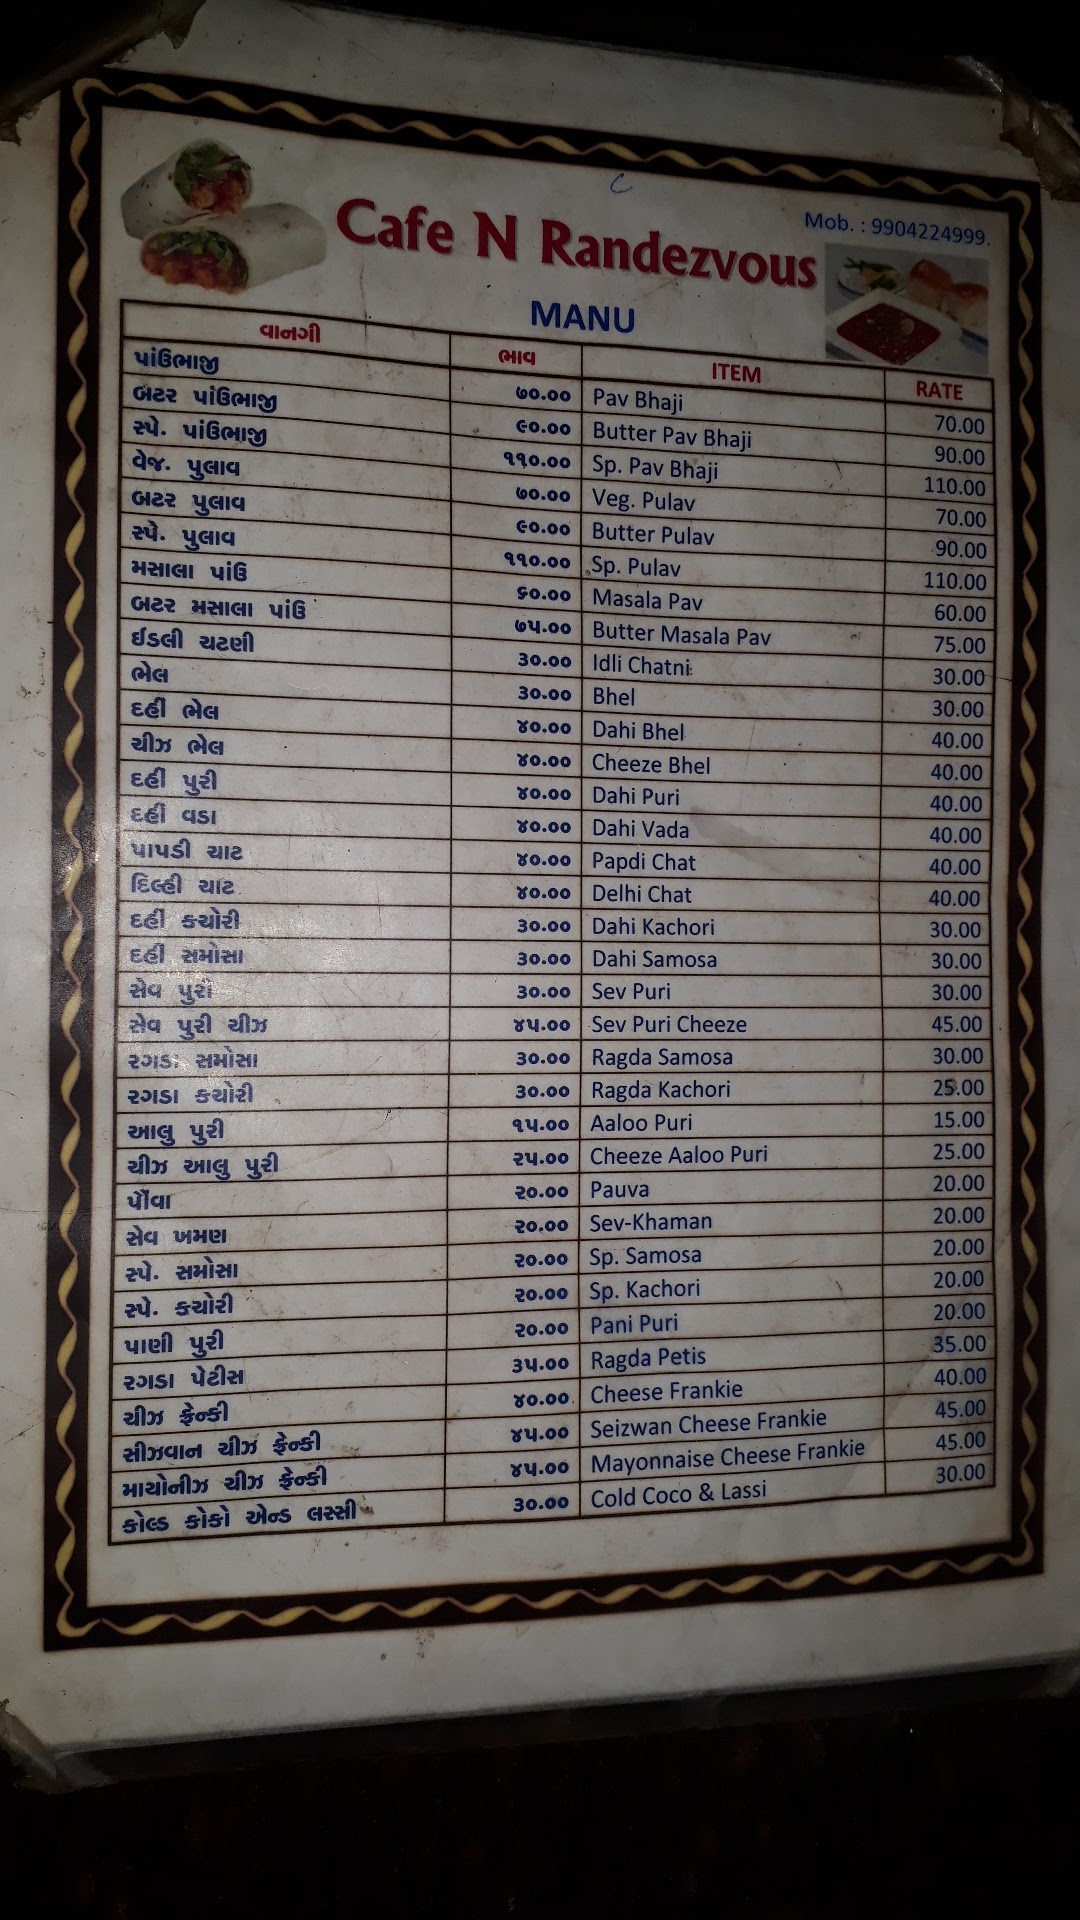 Mob. : 9904224999.
Cafe N Randezvous
MANU
વાનગી ભાવ ITEM RATE
પાંઉભાજી ૭૦.૦૦ Pav Bhaji 70.00
બટર પાંઉભાજી ૯૦.૦૦ Butter Pav Bhaji 90.00
સ્પે. પાંઉભાજી ૧૧૦.૦૦ Sp. Pav Bhaji 110.00
વેજ. પુલાવ ૭૦.૦૦ Veg. Pulav 70.00
બટર પુલાવ ૯૦.૦૦ Butter Pulav 90.00
સ્પે. પુલાવ ૧૧૦.૦૦ Sp. Pulav 110.00
મસાલા પાંઉ ૬૦.૦૦ Masala Pav 60.00
બટર મસાલા પાંઉ ૭૫.૦૦ Butter Masala Pav 75.00
ઈડલી ચટણી ૩૦.૦૦ Idli Chatni 30.00
ભેલ ૩૦.૦૦ Bhel 30.00
દહીં ભેલ ૪૦.૦૦ Dahi Bhel 40.00
ચીઝ ભેલ ૪૦.૦૦ Cheeze Bhel 40.00
દહીં પુરી ૪૦.૦૦ Dahi Puri 40.00
દહીં વડા ૪૦.૦૦ Dahi Vada 40.00
પાપડી ચાટ ૪૦.૦૦ Papdi Chat 40.00
દિલ્હી ચાટ ૪૦.૦૦ Delhi Chat 40.00
દહીં કચોરી ૩૦.૦૦ Dahi Kachori 30.00
દહીં સમોસા ૩૦.૦૦ Dahi Samosa 30.00
સેવ પુરી ૩૦.૦૦ Sev Puri 30.00
સેવ પુરી ચીઝ ૪૫.૦૦ Sev Puri Cheeze 45.00
રગડા સમોસા ૩૦.૦૦ Ragda Samosa 30.00
રગડા કચોરી ૩૦.૦૦ Ragda Kachori 25.00
આલુ પુરી ૧૫.૦૦ Aaloo Puri 15.00
ચીઝ આલુ પુરી ૨૫.૦૦ Cheeze Aaloo Puri 25.00
પૌંવા ૨૦.૦૦ Pauva 20.00
સેવ ખમણ ૨૦.૦૦ Sev-Khaman 20.00
સ્પે. સમોસા ૨૦.૦૦ Sp. Samosa 20.00
સ્પે. કચોરી ૨૦.૦૦ Sp. Kachori 20.00
પાણી પુરી ૨૦.૦૦ Pani Puri 20.00
રગડા પેટીસ ૩૫.૦૦ Ragda Petis 35.00
ચીઝ ફ્રેન્કી ૪૦.૦૦ Cheese Frankie 40.00
સીઝવાન ચીઝ ફ્રેન્કી ૪૫.૦૦ Seizwan Cheese Frankie 45.00
માયોનીઝ ચીઝ ફ્રેન્કી ૪૫.૦૦ Mayonnaise Cheese Frankie 45.00
કોલ્ડ કોકો એન્ડ લસ્સી ૩૦.૦૦ Cold Coco & Lassi 30.00